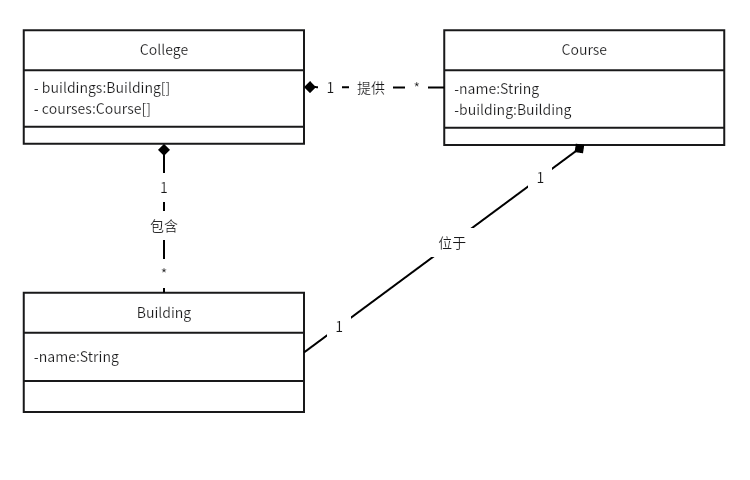 College
- buildings:Building[]
- courses:Course[]
1 提供 *
Course
-name:String
-building:Building
1
包含
*
1
位于
1
Building
-name:String